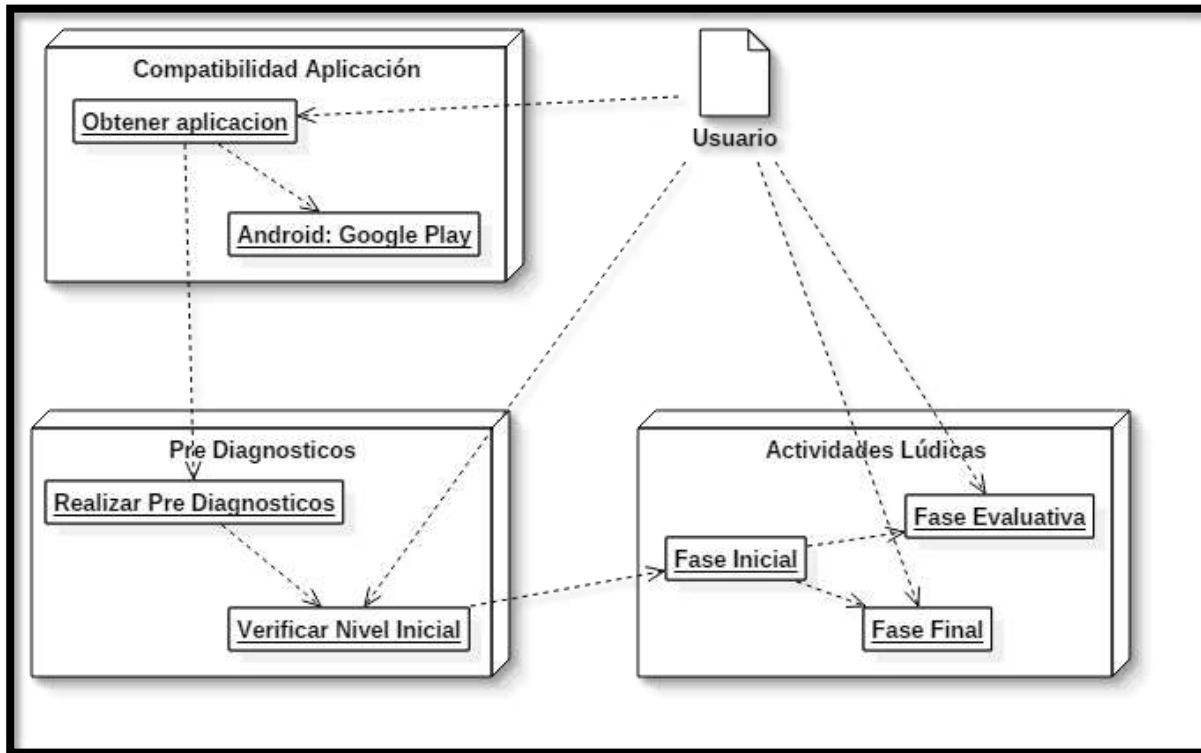 Compatibilidad Aplicación
Obtener aplicacion
Android: Google Play
Usuario
Pre Diagnosticos
Realizar Pre Diagnosticos
Verificar Nivel Inicial
Actividades Lúdicas
Fase Evaluativa
Fase Inicial
Fase Final